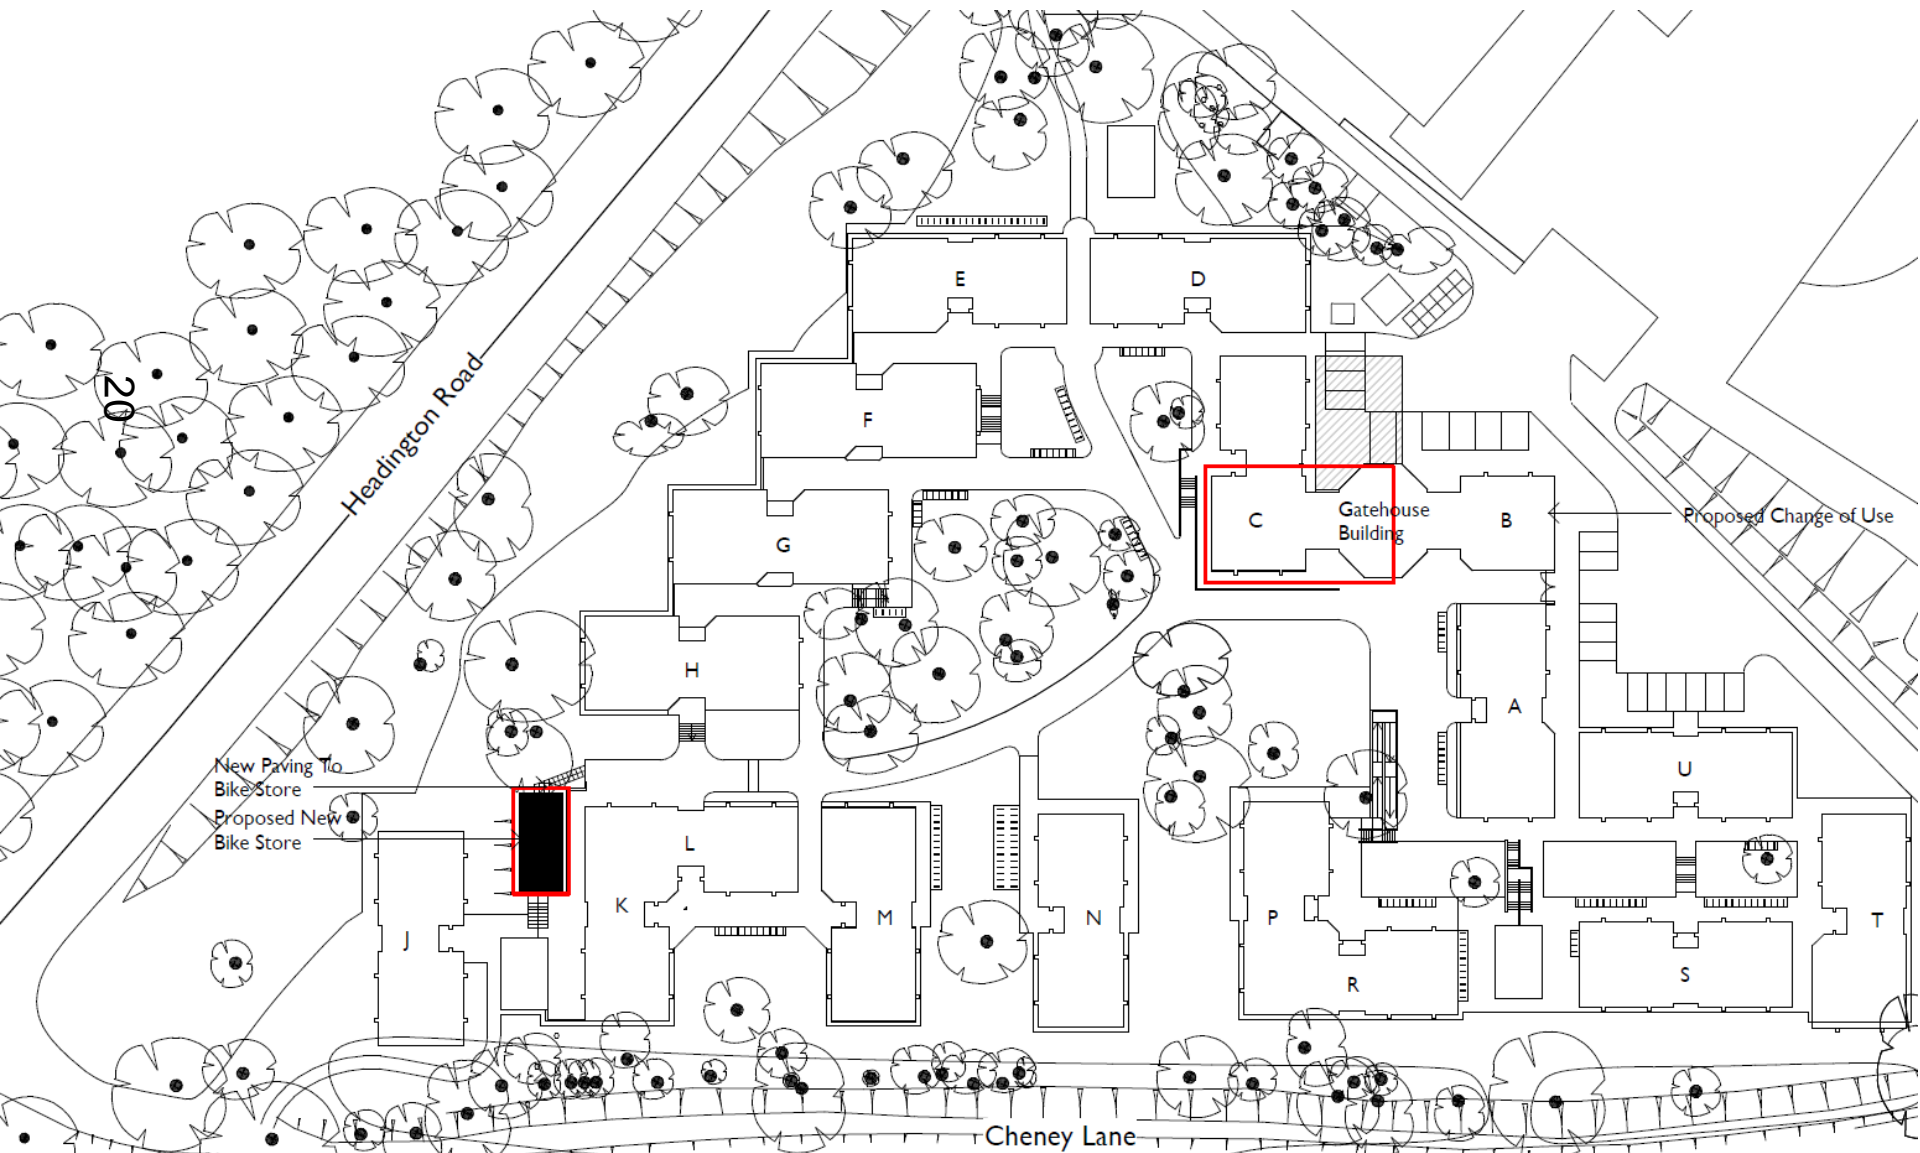 E
D
20
Headington Road
F
C
Gatehouse
Building
B
Proposed Change of Use
G
H
A
New Paving To
Bike Store
U
Proposed New
Bike Store
L
K
M
N
P
T
J
R
S
Cheney Lane